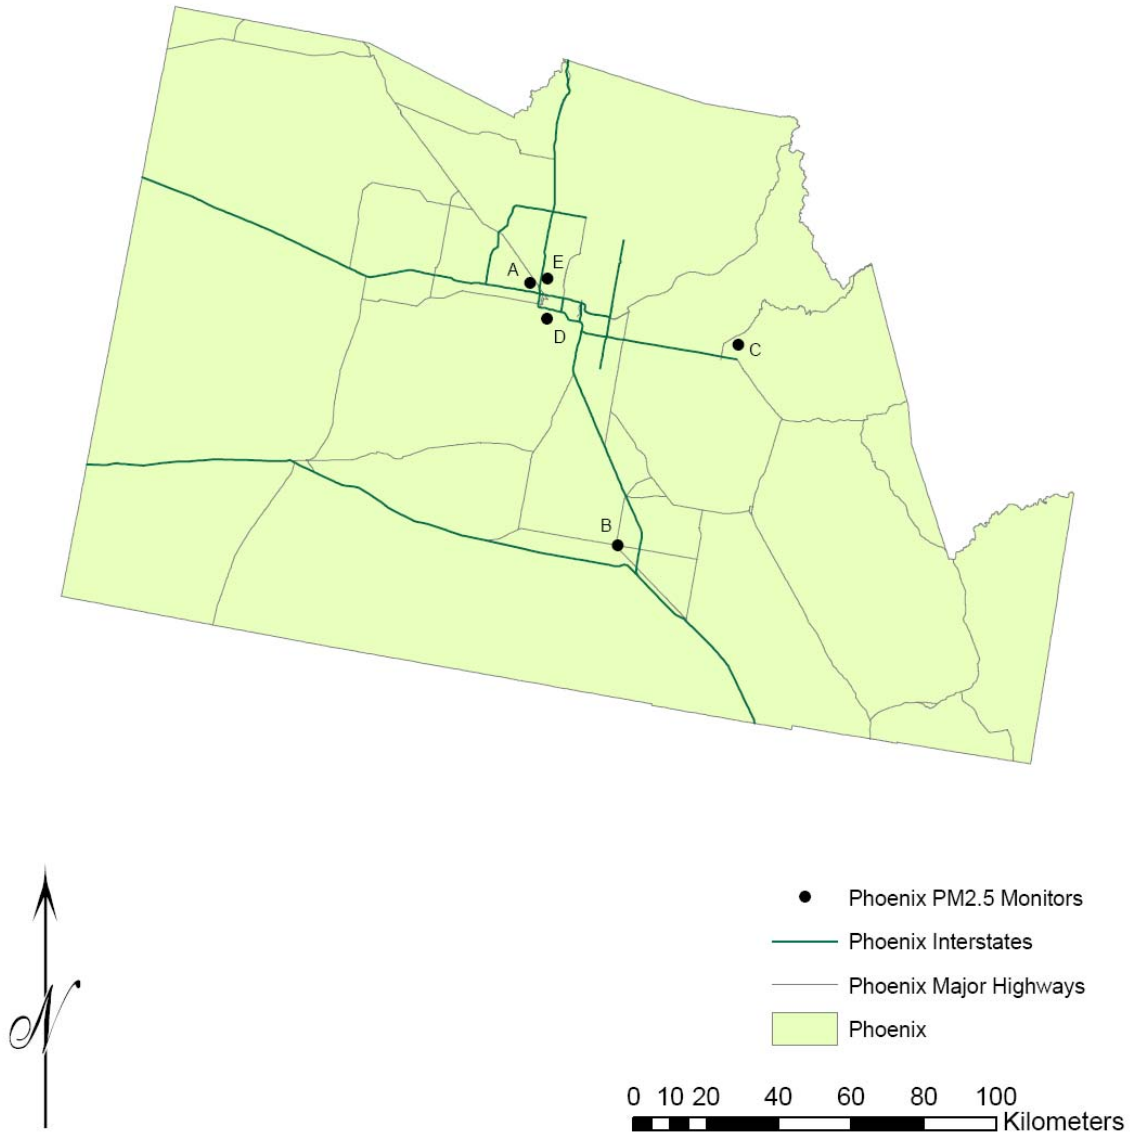 A
E
D
C
B
N
Phoenix PM2.5 Monitors
Phoenix Interstates
Phoenix Major Highways
Phoenix
0 10 20 40 60 80 100
Kilometers